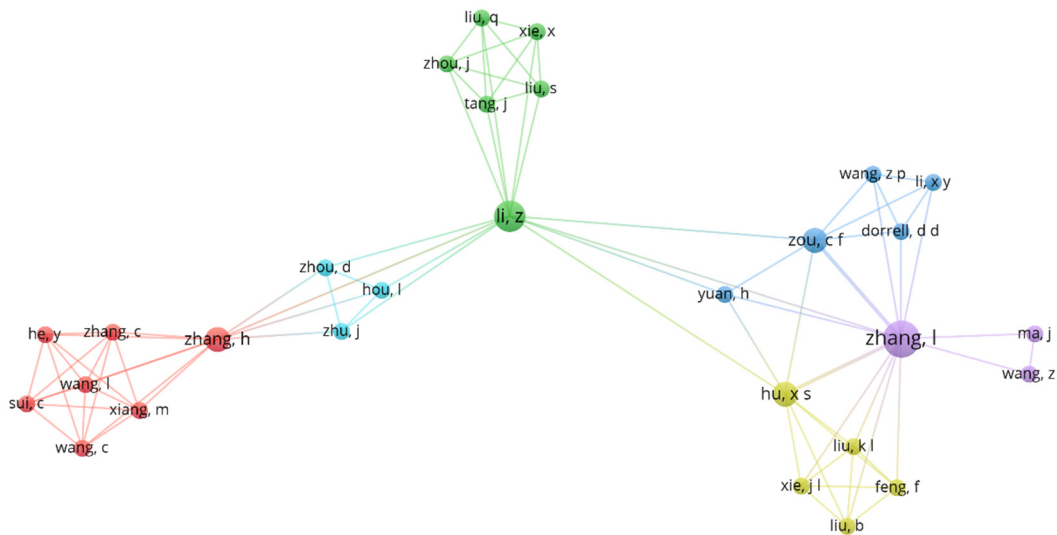 liu, q
xie, x
zhou, j
liu, s
tang, j
wang, z p
li, x y
li, z
dorrell, d d
zou, c f
zhou, d
hou, l
yuan, h
zhu, j
he, y
zhang, c
zhang, h
zhang, l
ma, j
wang, z
wang, l
hu, x s
sui, c
xiang, m
wang, c
liu, k l
xie, j l
feng, f
liu, b